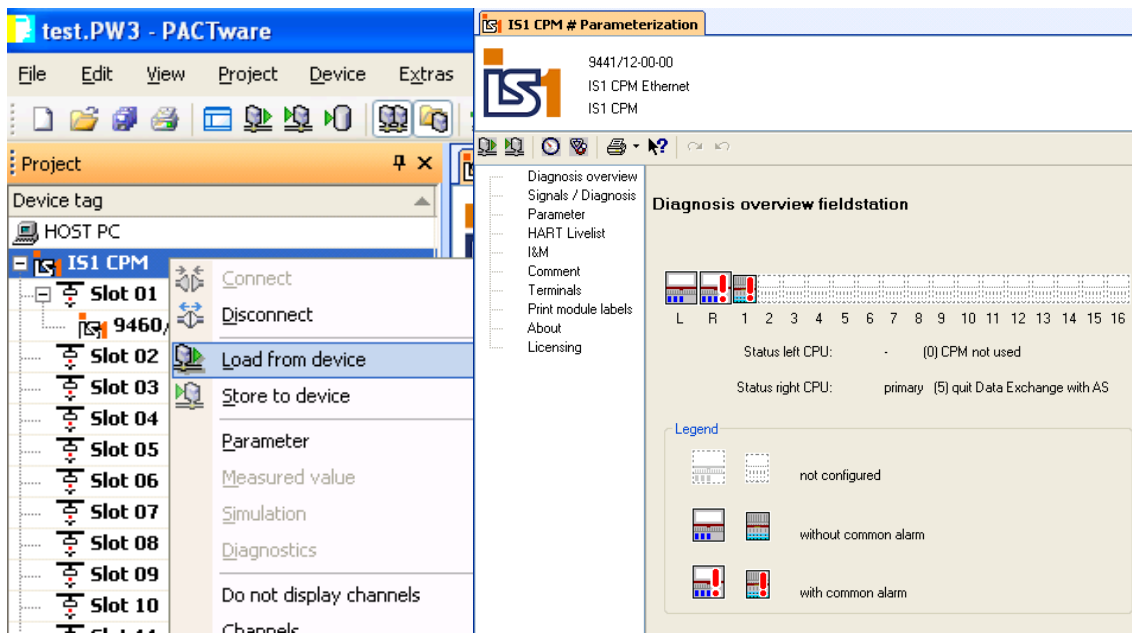 test.PW3 - PACTware
File Edit View Project Device Extras
Project
Device tag
HOST PC
IS1 CPM
Slot 01
9460/
Slot 02
Slot 03
Slot 04
Slot 05
Slot 06
Slot 07
Slot 08
Slot 09
Slot 10
Connect
Disconnect
Load from device
Store to device
Parameter
Measured value
Simulation
Diagnostics
Do not display channels
Channels
IS1 CPM # Parameterization
IS1
9441/12-00-00
IS1 CPM Ethernet
IS1 CPM
Diagnosis overview
Signals / Diagnosis
Parameter
HART Livelist
I&M
Comment
Terminals
Print module labels
About
Licensing
Diagnosis overview fieldstation
L R 1 2 3 4 5 6 7 8 9 10 11 12 13 14 15 16
Status left CPU: - (0) CPM not used
Status right CPU: primary (5) quit Data Exchange with AS
Legend
not configured
without common alarm
with common alarm